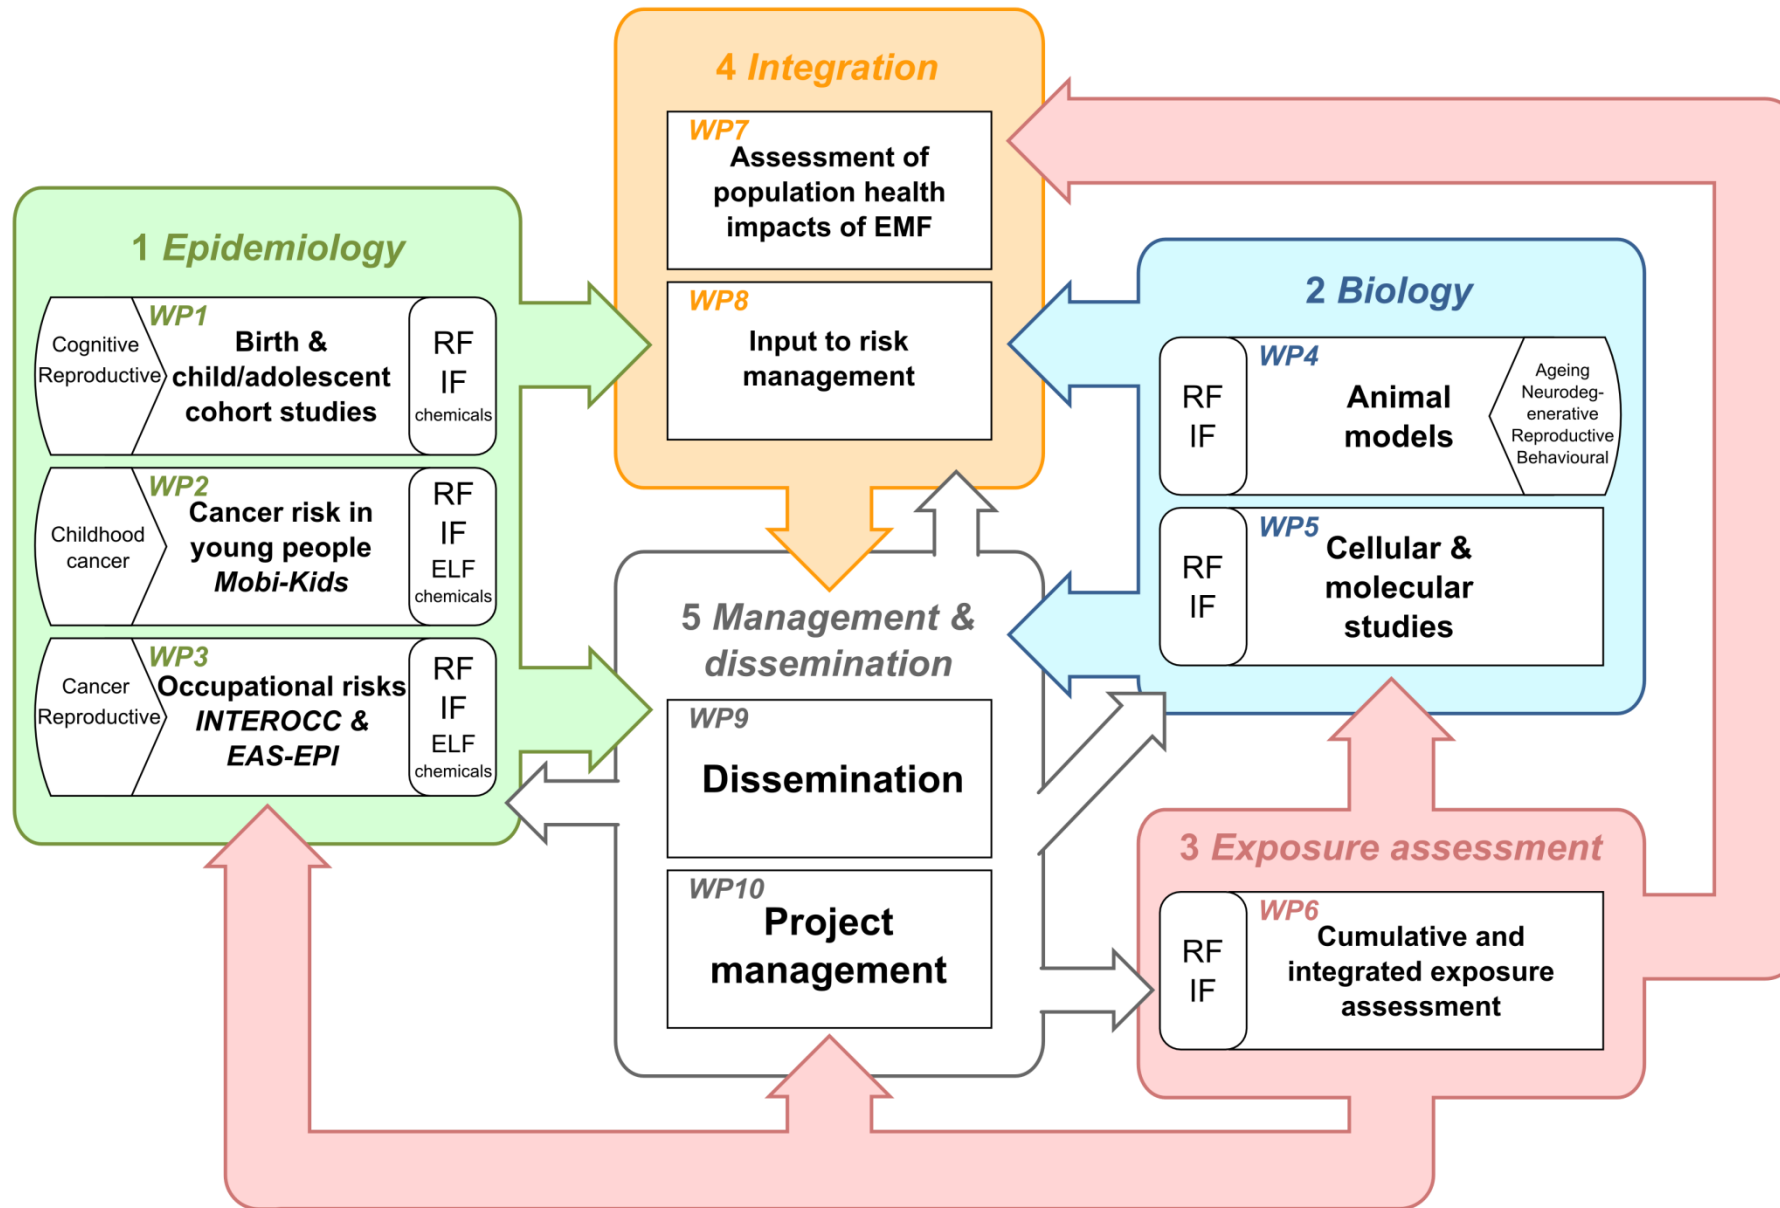 4 Integration
WP7
Assessment of
population health
impacts of EMF
WP8
Input to risk
management
1 Epidemiology
Cognitive
Reproductive
WP1
Birth &
child/adolescent
cohort studies
RF
IF
chemicals
Childhood
cancer
WP2
Cancer risk in
young people
Mobi-Kids
RF
IF
ELF
chemicals
Cancer
Reproductive
WP3
Occupational risks
INTEROCC &
EAS-EPI
RF
IF
ELF
chemicals
2 Biology
RF
IF
WP4
Animal
models
Ageing
Neurodeg-
enerative
Reproductive
Behavioural
RF
IF
WP5
Cellular &
molecular
studies
5 Management &
dissemination
WP9
Dissemination
WP10
Project
management
3 Exposure assessment
RF
IF
WP6
Cumulative and
integrated exposure
assessment